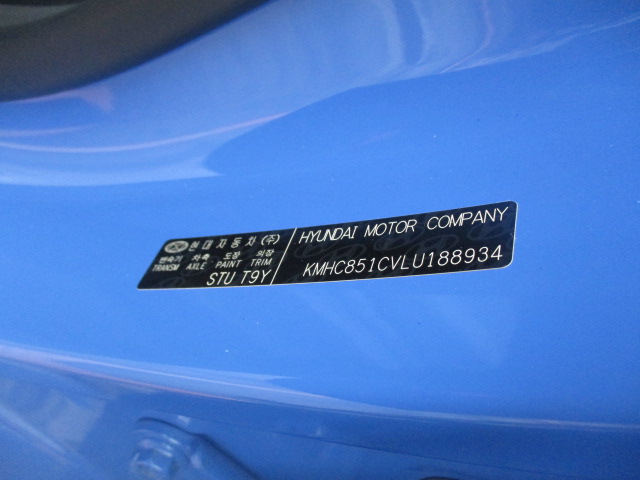 현대자동차(주)
변속기 차축 도장 의장
TRANSM AXLE PAINT TRIM
STU T9Y
HYUNDAI MOTOR COMPANY
KMHC851CVLU188934